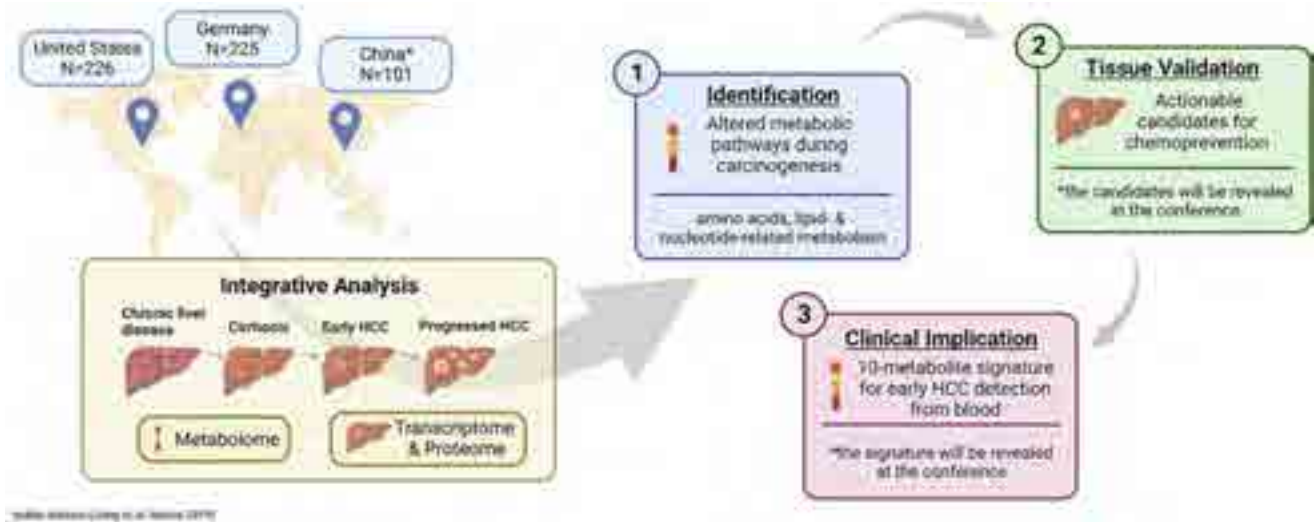 United States
N=226
Germany
N=225
China*
N=101
Integrative Analysis
Chronic liver
disease
Cirrhosis
Early HCC
Progressed HCC
Metabolome
Transcriptome
& Proteome
1
Identification
Altered metabolic
pathways during
carcinogenesis
amino acids, lipid- &
nucleotide-related metabolism
2
Tissue Validation
Actionable
candidates for
chemoprevention
*the candidates will be revealed
at the conference
3
Clinical Implication
10-metabolite signature
for early HCC detection
from blood
*the signature will be revealed
at the conference